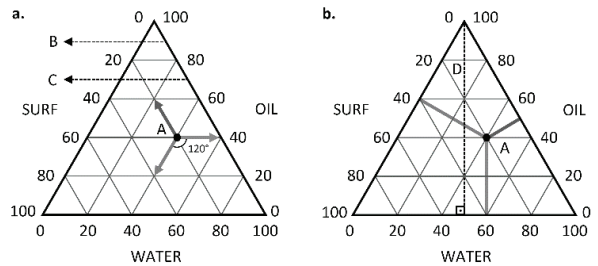 a.
0 100
B
20 80
C
SURF 40 60 OIL
A
60 40
120°
80 20
100 0
0 20 40 60 80 100
WATER
b.
0 100
20 80
D
SURF 40 60 OIL
60 40
A
80 20
100 0
0 20 40 60 80 100
WATER